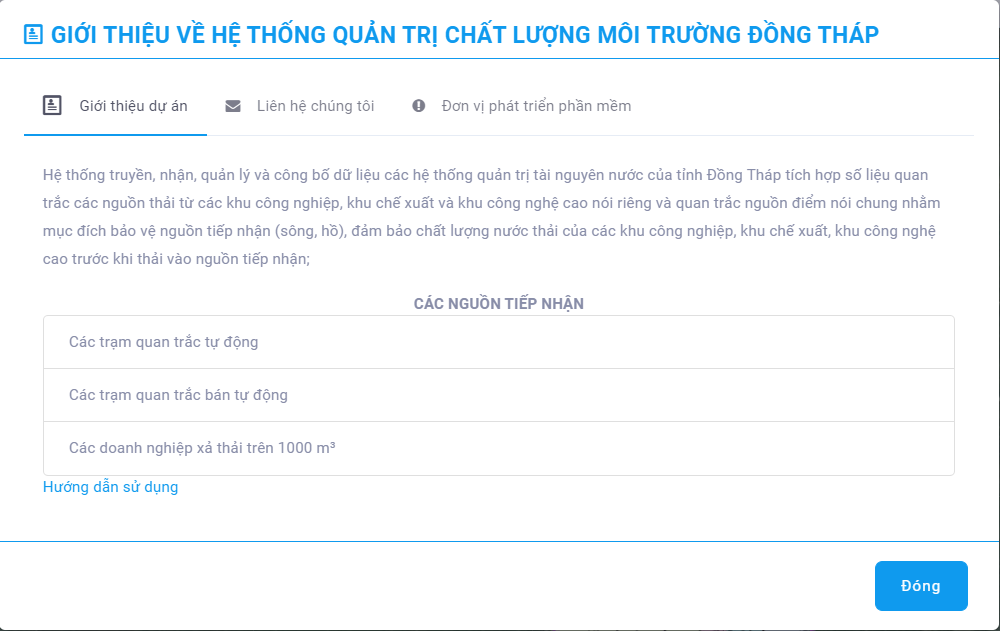 GIỚI THIỆU VỀ HỆ THỐNG QUẢN TRỊ CHẤT LƯỢNG MÔI TRƯỜNG ĐỒNG THÁP
Giới thiệu dự án Liên hệ chúng tôi Đơn vị phát triển phần mềm
Hệ thống truyền, nhận, quản lý và công bố dữ liệu các hệ thống quản trị tài nguyên nước của tỉnh Đồng Tháp tích hợp số liệu quan
trắc các nguồn thải từ các khu công nghiệp, khu chế xuất và khu công nghệ cao nói riêng và quan trắc nguồn điểm nói chung nhằm
mục đích bảo vệ nguồn tiếp nhận (sông, hồ), đảm bảo chất lượng nước thải của các khu công nghiệp, khu chế xuất, khu công nghệ
cao trước khi thải vào nguồn tiếp nhận;
CÁC NGUỒN TIẾP NHẬN
Các trạm quan trắc tự động
Các trạm quan trắc bán tự động
Các doanh nghiệp xả thải trên 1000 m³
Hướng dẫn sử dụng
Đóng